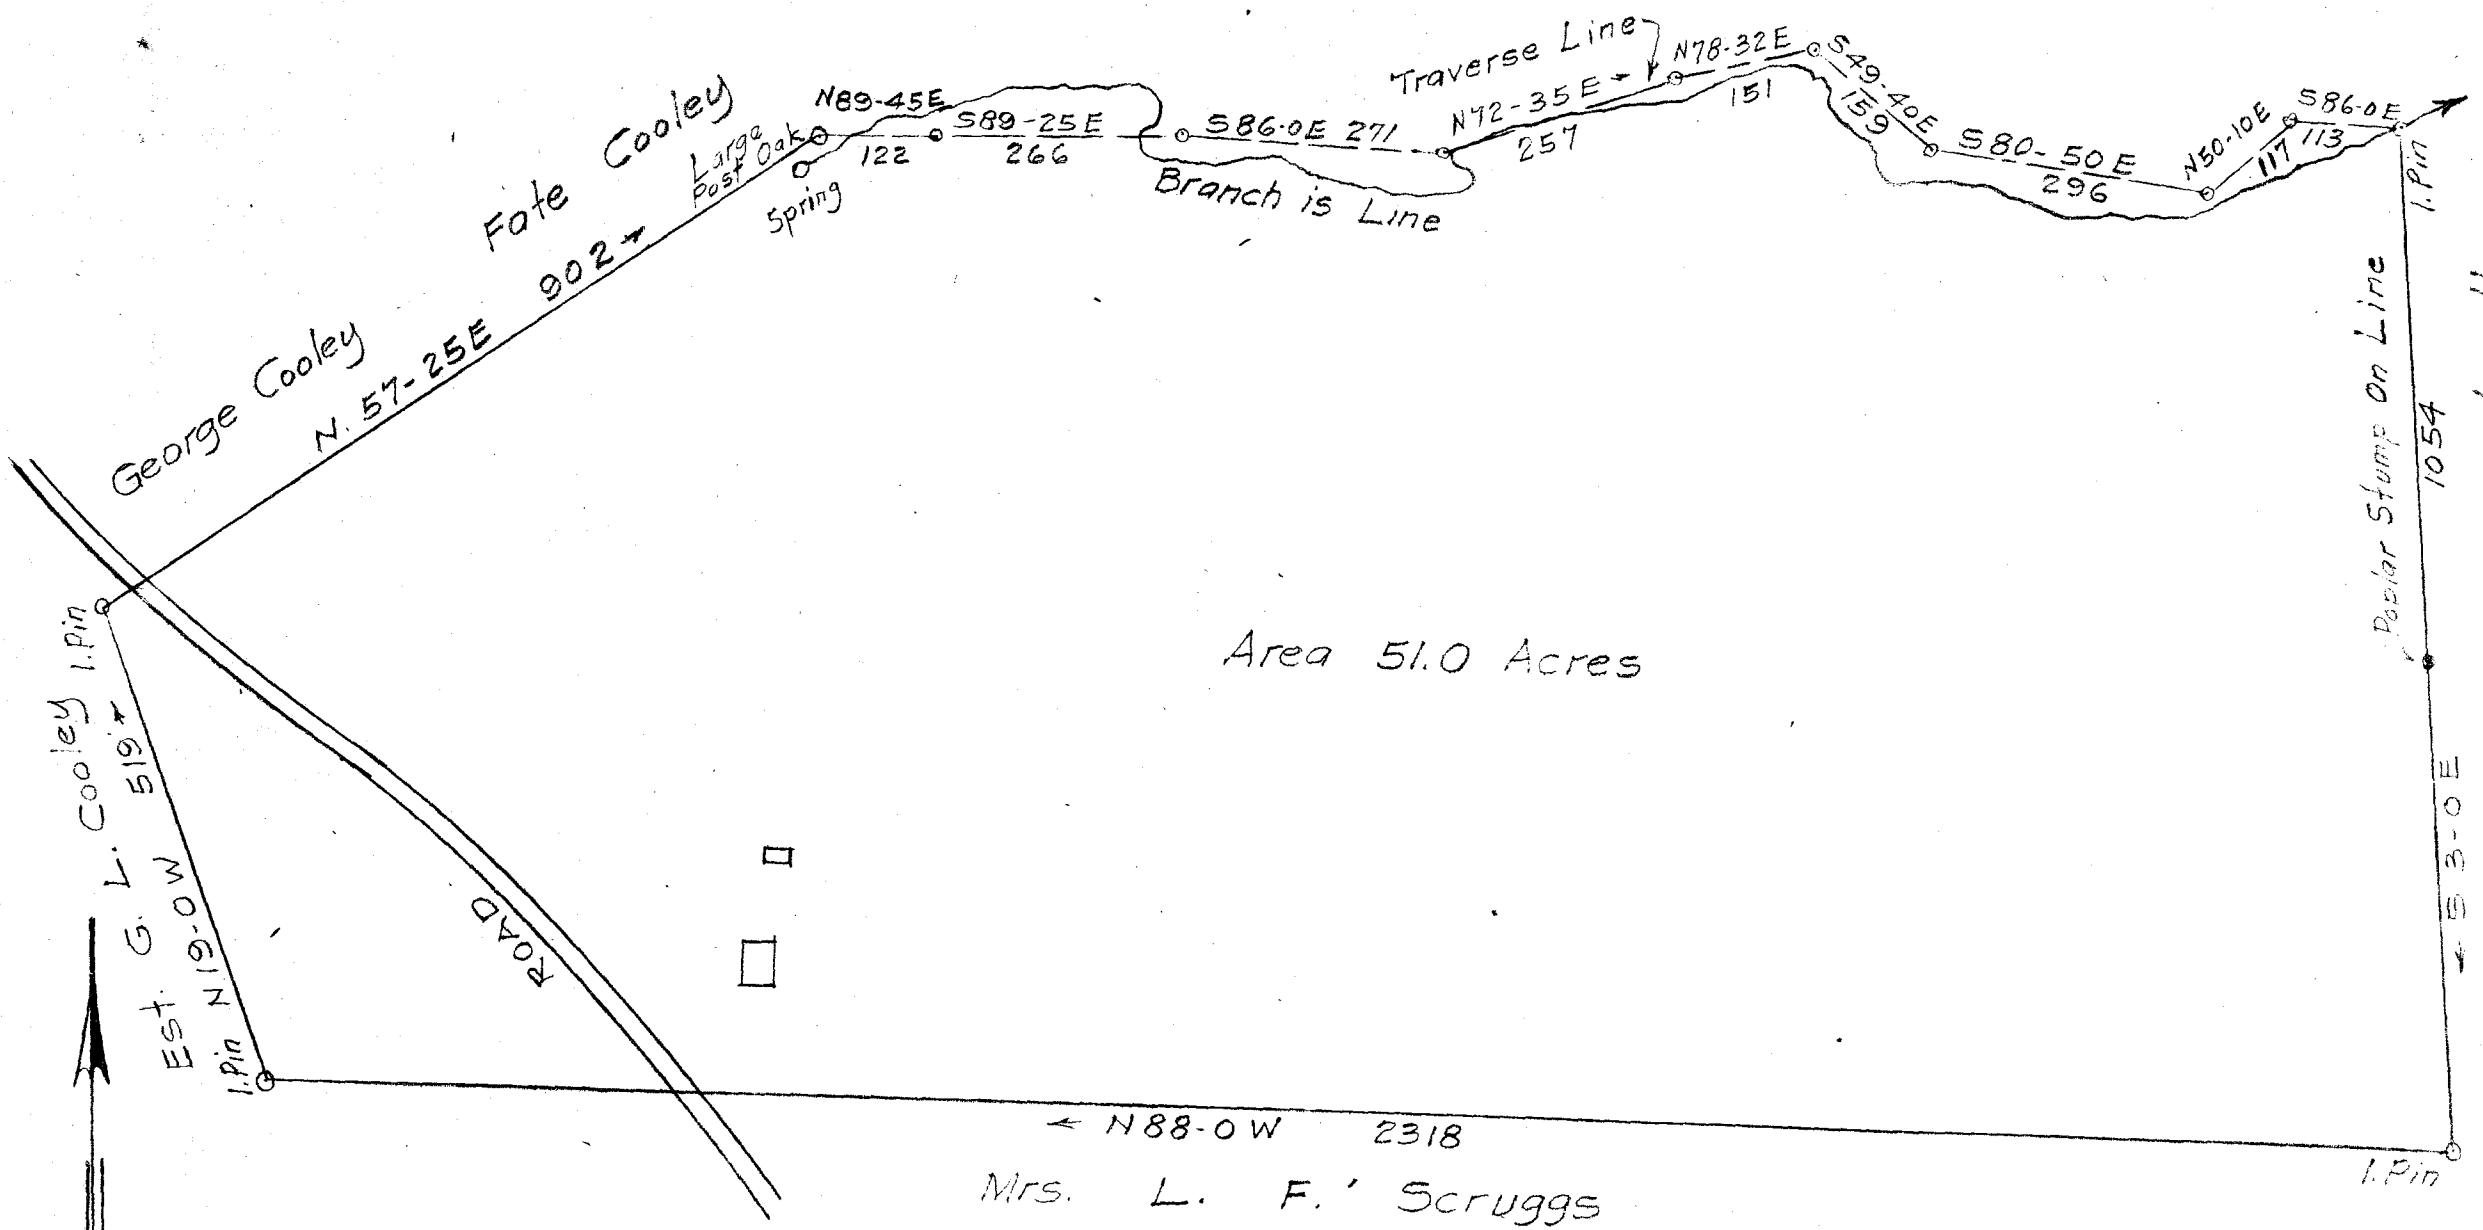 Traverse Line
N78-32E
151
S49-40E
159
N72-35E
257
N89-45E
122
S89-25E
266
S86-0E 271
S80-50E
296
N50-10E
117
S86-0E
113
I.Pin
Large
Post Oak
Spring
Branch is Line
Fate Cooley
George Cooley
N. 57-25E 902
Poplar Stump On Line
1054
S 3-0 E
Area 51.0 Acres
I.Pin
Est. G. L. Cooley
N19-0W 519
I.Pin
ROAD
N88-0W 2318
I.Pin
Mrs. L. F. Scruggs